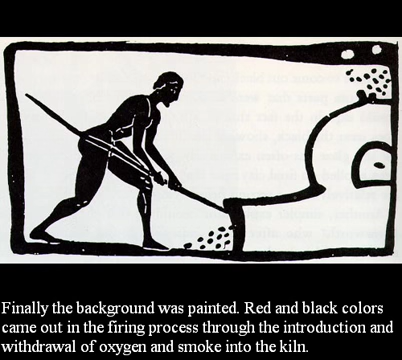 Finally the background was painted. Red and black colors
came out in the firing process through the introduction and
withdrawal of oxygen and smoke into the kiln.